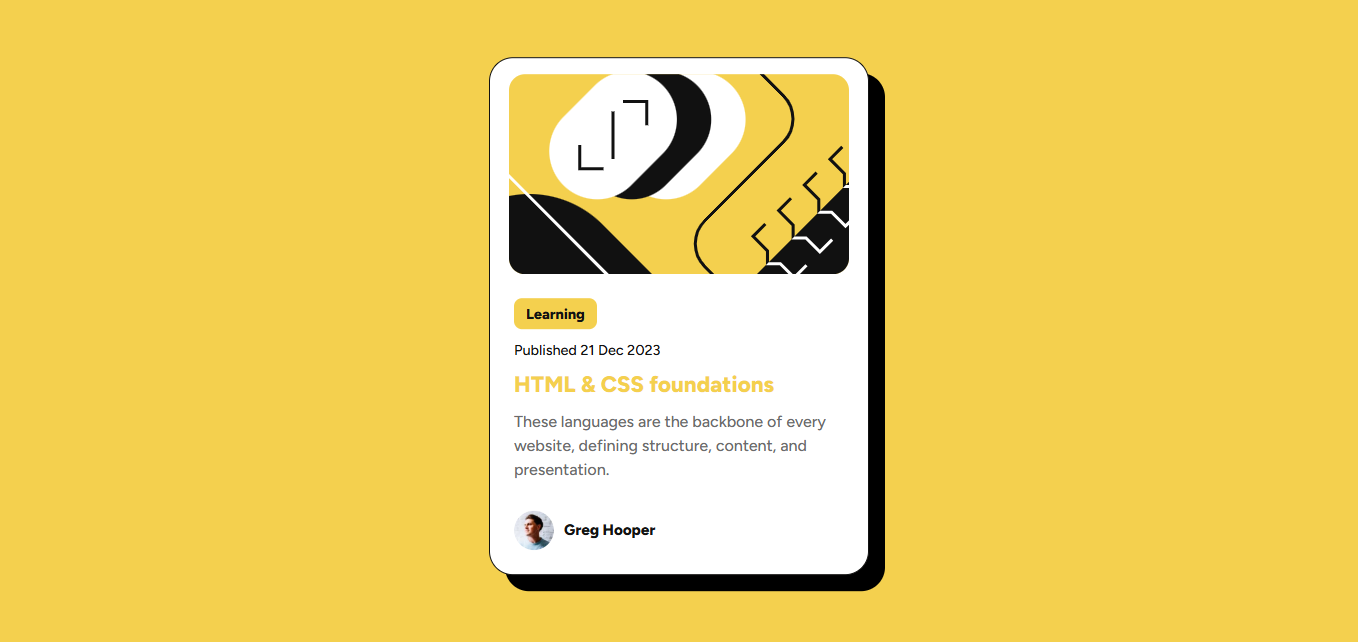 Learning
Published 21 Dec 2023
HTML & CSS foundations
These languages are the backbone of every
website, defining structure, content, and
presentation.
Greg Hooper